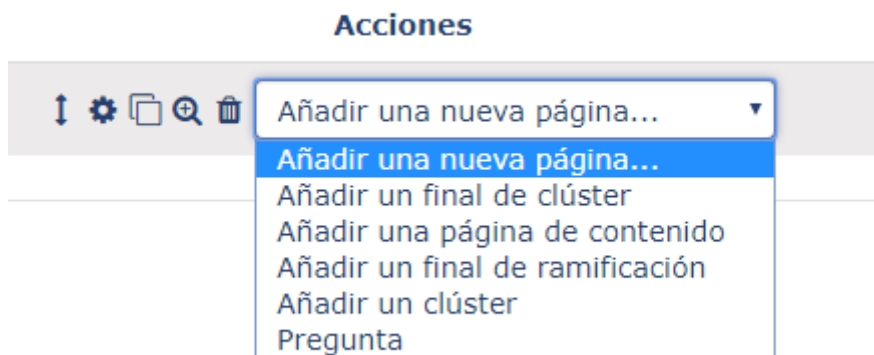 Acciones
Añadir una nueva página...
Añadir una nueva página...
Añadir un final de clúster
Añadir una página de contenido
Añadir un final de ramificación
Añadir un clúster
Pregunta